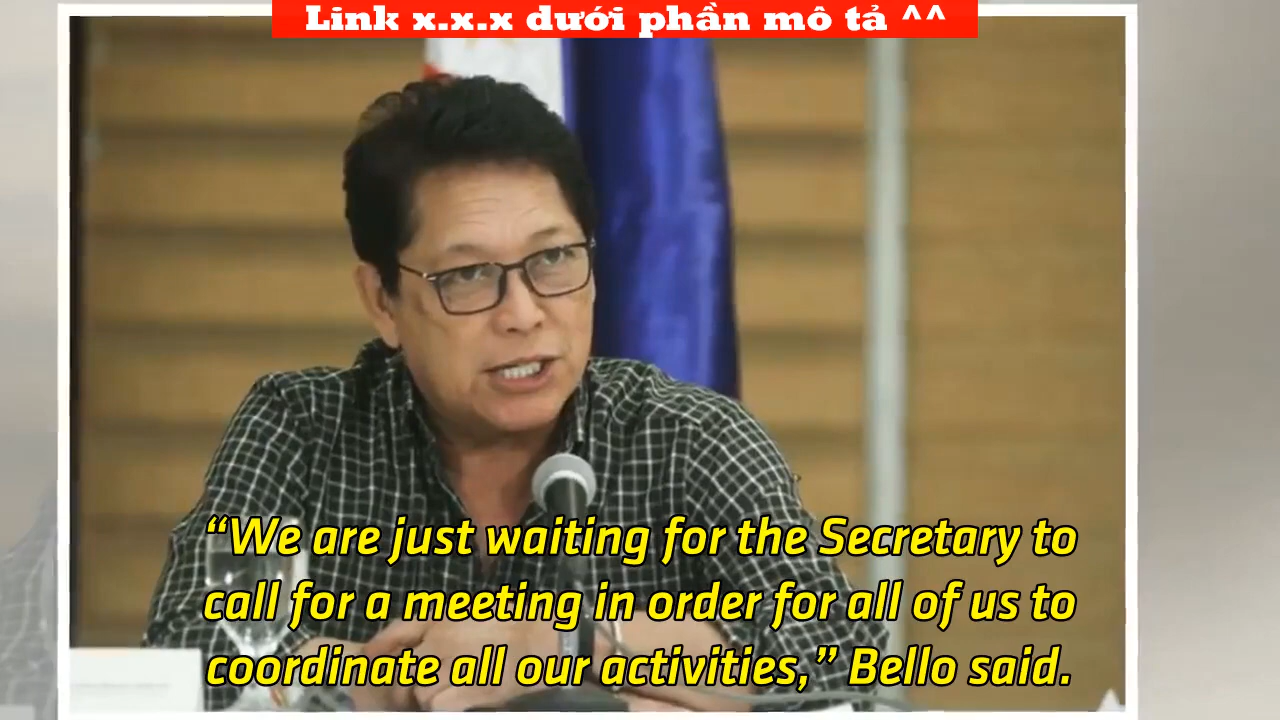 Link x.x.x dưới phần mô tả ^^
“We are just waiting for the Secretary to
call for a meeting in order for all of us to
coordinate all our activities,” Bello said.